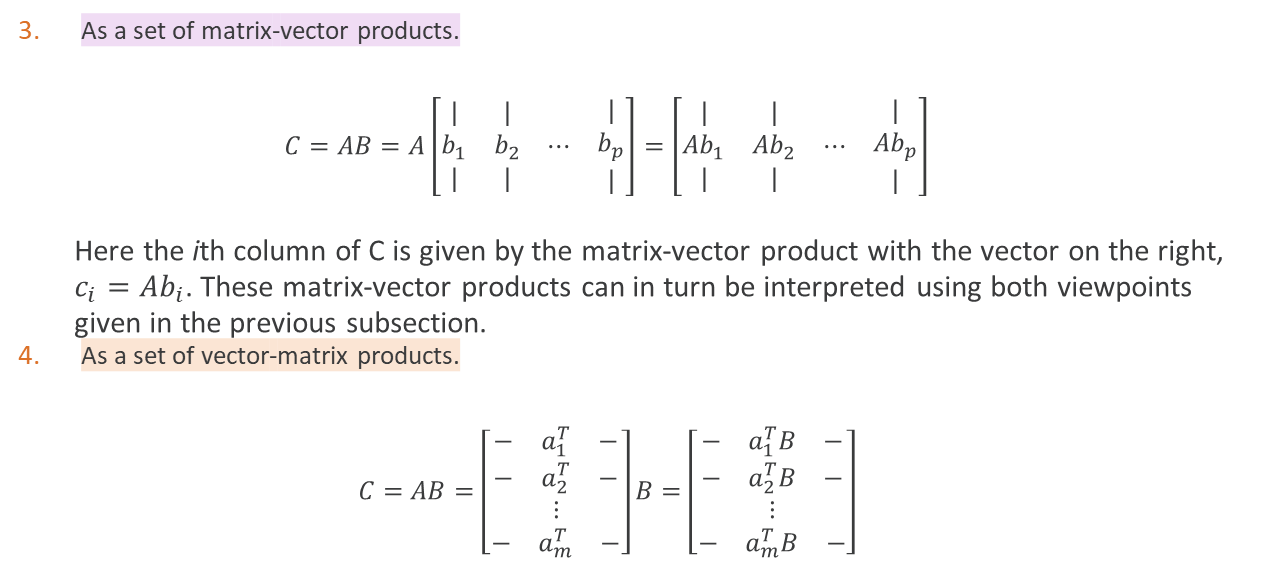 3. As a set of matrix-vector products.
| | |   | | |
C = AB = A [ b₁ b₂ ⋯ bₚ ] = [ Ab₁ Ab₂ ⋯ Abₚ ]
| | |   | | |
Here the ith column of C is given by the matrix-vector product with the vector on the right,
cᵢ = Abᵢ. These matrix-vector products can in turn be interpreted using both viewpoints
given in the previous subsection.
4. As a set of vector-matrix products.
− a₁ᵀ −   − a₁ᵀB −
− a₂ᵀ −   − a₂ᵀB −
C = AB = [ ] B = [ ]
⋮   ⋮
− aₘᵀ −   − aₘᵀB −